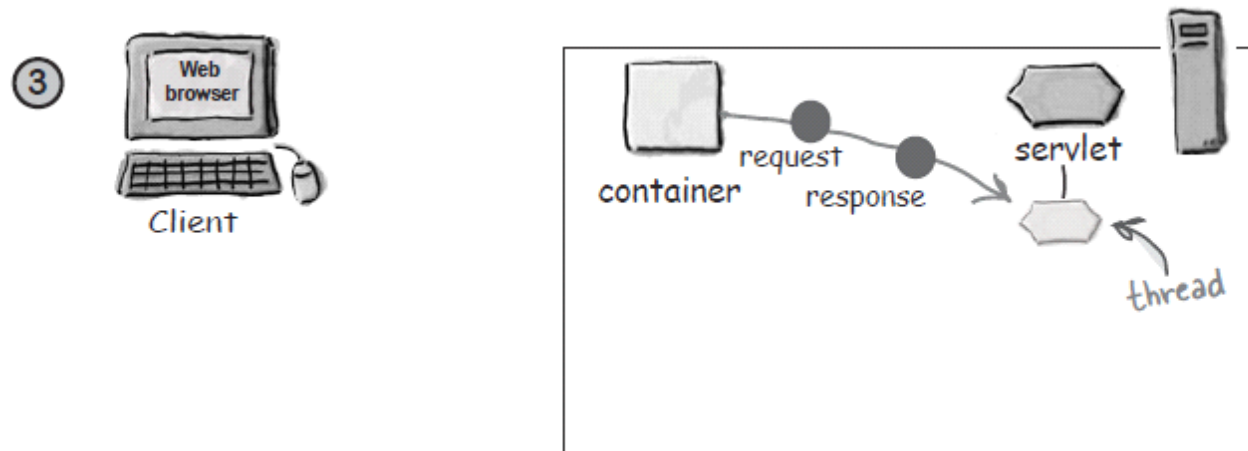 3
Web
browser
Client
container
request
response
servlet
thread